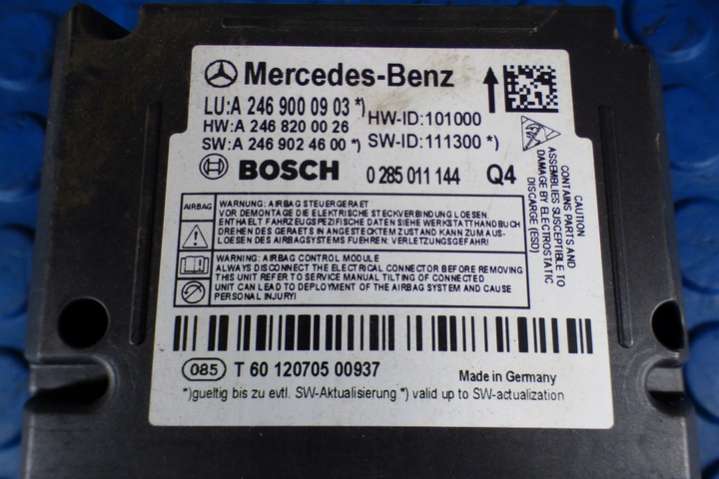 Mercedes-Benz
LU:A 246 900 09 03 *)
HW-ID:101000
HW:A 246 820 00 26
SW:A 246 902 46 00 *)
SW-ID:111300 *)
BOSCH 0 285 011 144 Q4
CAUTION
CONTAINS PARTS AND
ASSEMBLIES SUSCEPTIBLE TO
DAMAGE BY ELECTROSTATIC
DISCHARGE (ESD)
AIRBAG
WARNUNG: AIRBAG STEUERGERAET
VOR DEMONTAGE DIE ELEKTRISCHE STECKVERBINDUNG LOESEN
ENTHAELT FAHRZEUGSPEZIFISCHE DATEN SIEHE WERKSTATTHANDBUCH
DREHEN DES GERAETS IN ANGESTECKTEM ZUSTAND KANN ZUM AUS-
LOESEN DES AIRBAGSYSTEMS FUEHREN: VERLETZUNGSGEFAHR!
WARNING: AIRBAG CONTROL MODULE
ALWAYS DISCONNECT THE ELECTRICAL CONNECTOR BEFORE REMOVING
THIS UNIT REFER TO SERVICE MANUAL TILTING OF CONNECTED
UNIT CAN LEAD TO DEPLOYMENT OF THE AIRBAG SYSTEM AND CAUSE
PERSONAL INJURY!
085 T 60 120705 00937 Made in Germany
*)gueltig bis zu evtl. SW-Aktualisierung *) valid up to SW-actualization